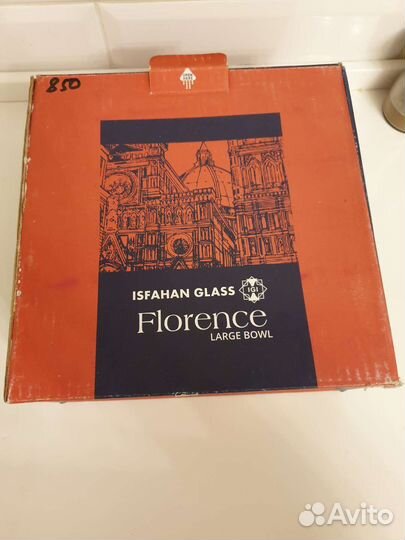 850
ISFAHAN GLASS IGI
Florence
LARGE BOWL
Avito